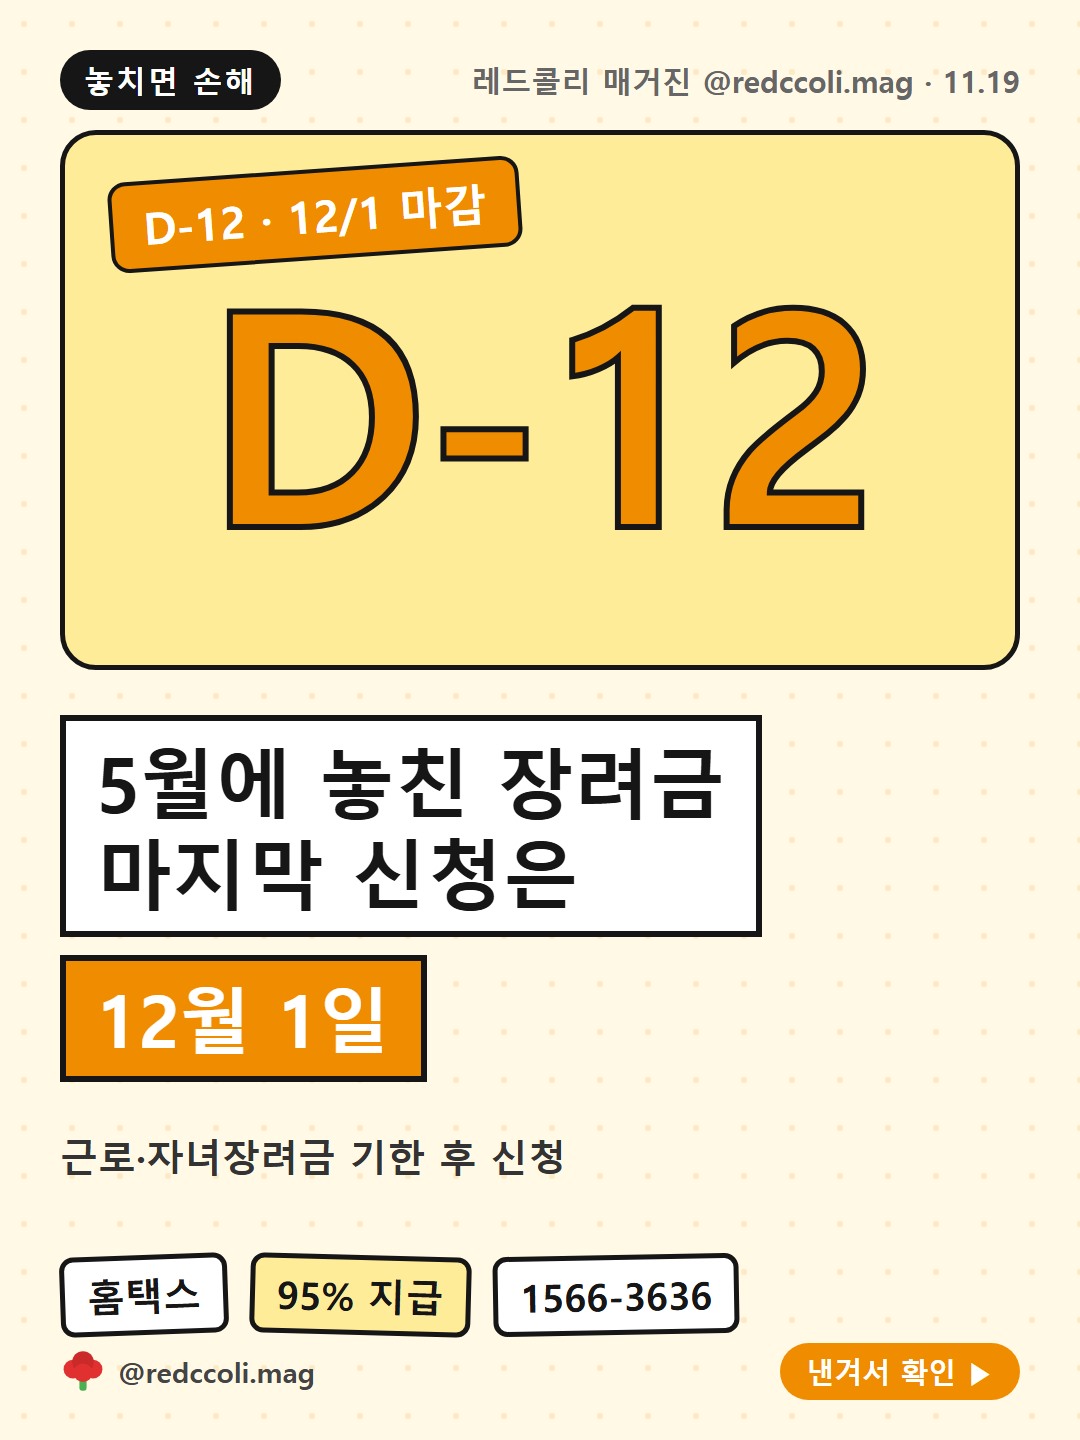 놓치면 손해
레드콜리 매거진 @redccoli.mag · 11.19
D-12 · 12/1 마감
D-12
5월에 놓친 장려금
마지막 신청은
12월 1일
근로·자녀장려금 기한 후 신청
홈택스
95% 지급
1566-3636
@redccoli.mag
낸겨서 확인 ▶